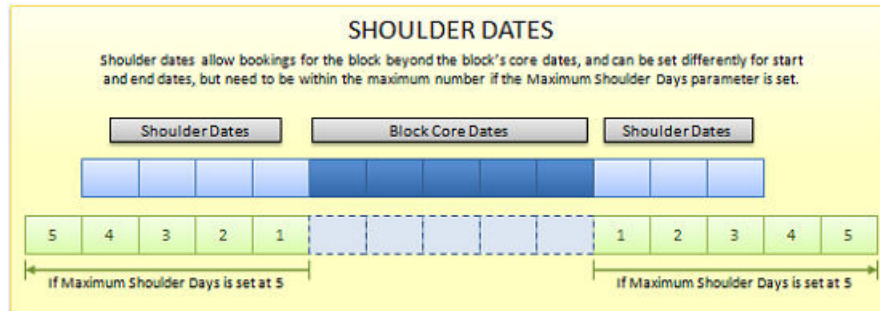 SHOULDER DATES
Shoulder dates allow bookings for the block beyond the block's core dates, and can be set differently for start
and end dates, but need to be within the maximum number if the Maximum Shoulder Days parameter is set.
Shoulder Dates
Block Core Dates
Shoulder Dates
5 4 3 2 1 1 2 3 4 5
If Maximum Shoulder Days is set at 5
If Maximum Shoulder Days is set at 5